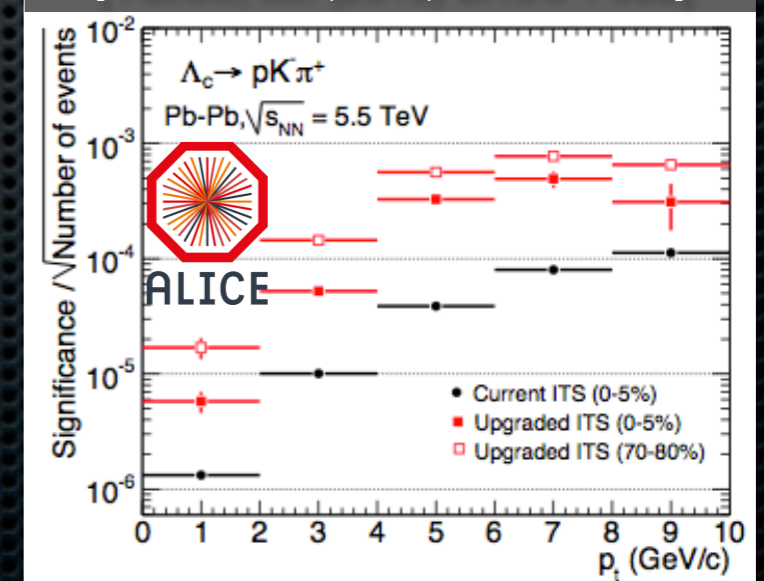 10⁻²
Λc→ pK⁻π⁺
Pb-Pb,√sNN = 5.5 TeV
10⁻³
10⁻⁴
ALICE
10⁻⁵
Current ITS (0-5%)
Upgraded ITS (0-5%)
Upgraded ITS (70-80%)
10⁻⁶
0 1 2 3 4 5 6 7 8 9 10
pt (GeV/c)
Significance /√Number of events